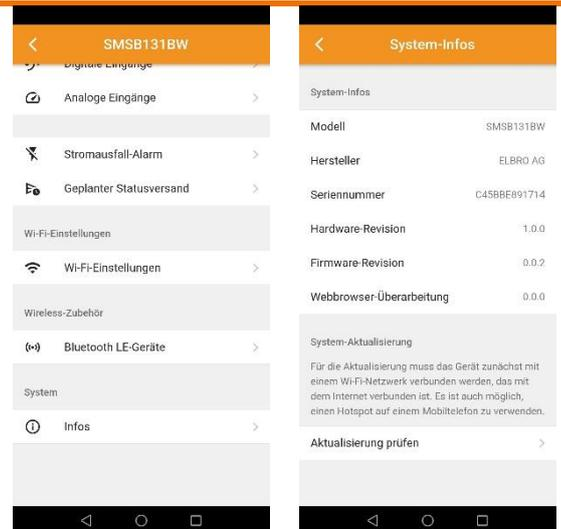 SMSB131BW
Digitale Eingänge
Analoge Eingänge
Stromausfall-Alarm
Geplanter Statusversand
Wi-Fi-Einstellungen
Wi-Fi-Einstellungen
Wireless-Zubehör
Bluetooth LE-Geräte
System
Infos
System-Infos
System-Infos
Modell SMSB131BW
Hersteller ELBRO AG
Seriennummer C45BBE891714
Hardware-Revision 1.0.0
Firmware-Revision 0.0.2
Webbrowser-Überarbeitung 0.0.0
System-Aktualisierung
Für die Aktualisierung muss das Gerät zunächst mit
einem Wi-Fi-Netzwerk verbunden werden, das mit
dem Internet verbunden ist. Es ist auch möglich,
einen Hotspot auf einem Mobiltelefon zu verwenden.
Aktualisierung prüfen